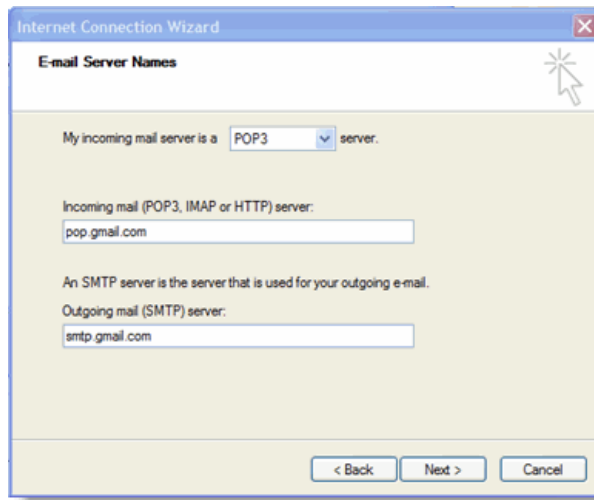 Internet Connection Wizard
E-mail Server Names
My incoming mail server is a POP3 server.
Incoming mail (POP3, IMAP or HTTP) server:
pop.gmail.com
An SMTP server is the server that is used for your outgoing e-mail.
Outgoing mail (SMTP) server:
smtp.gmail.com
< Back Next > Cancel